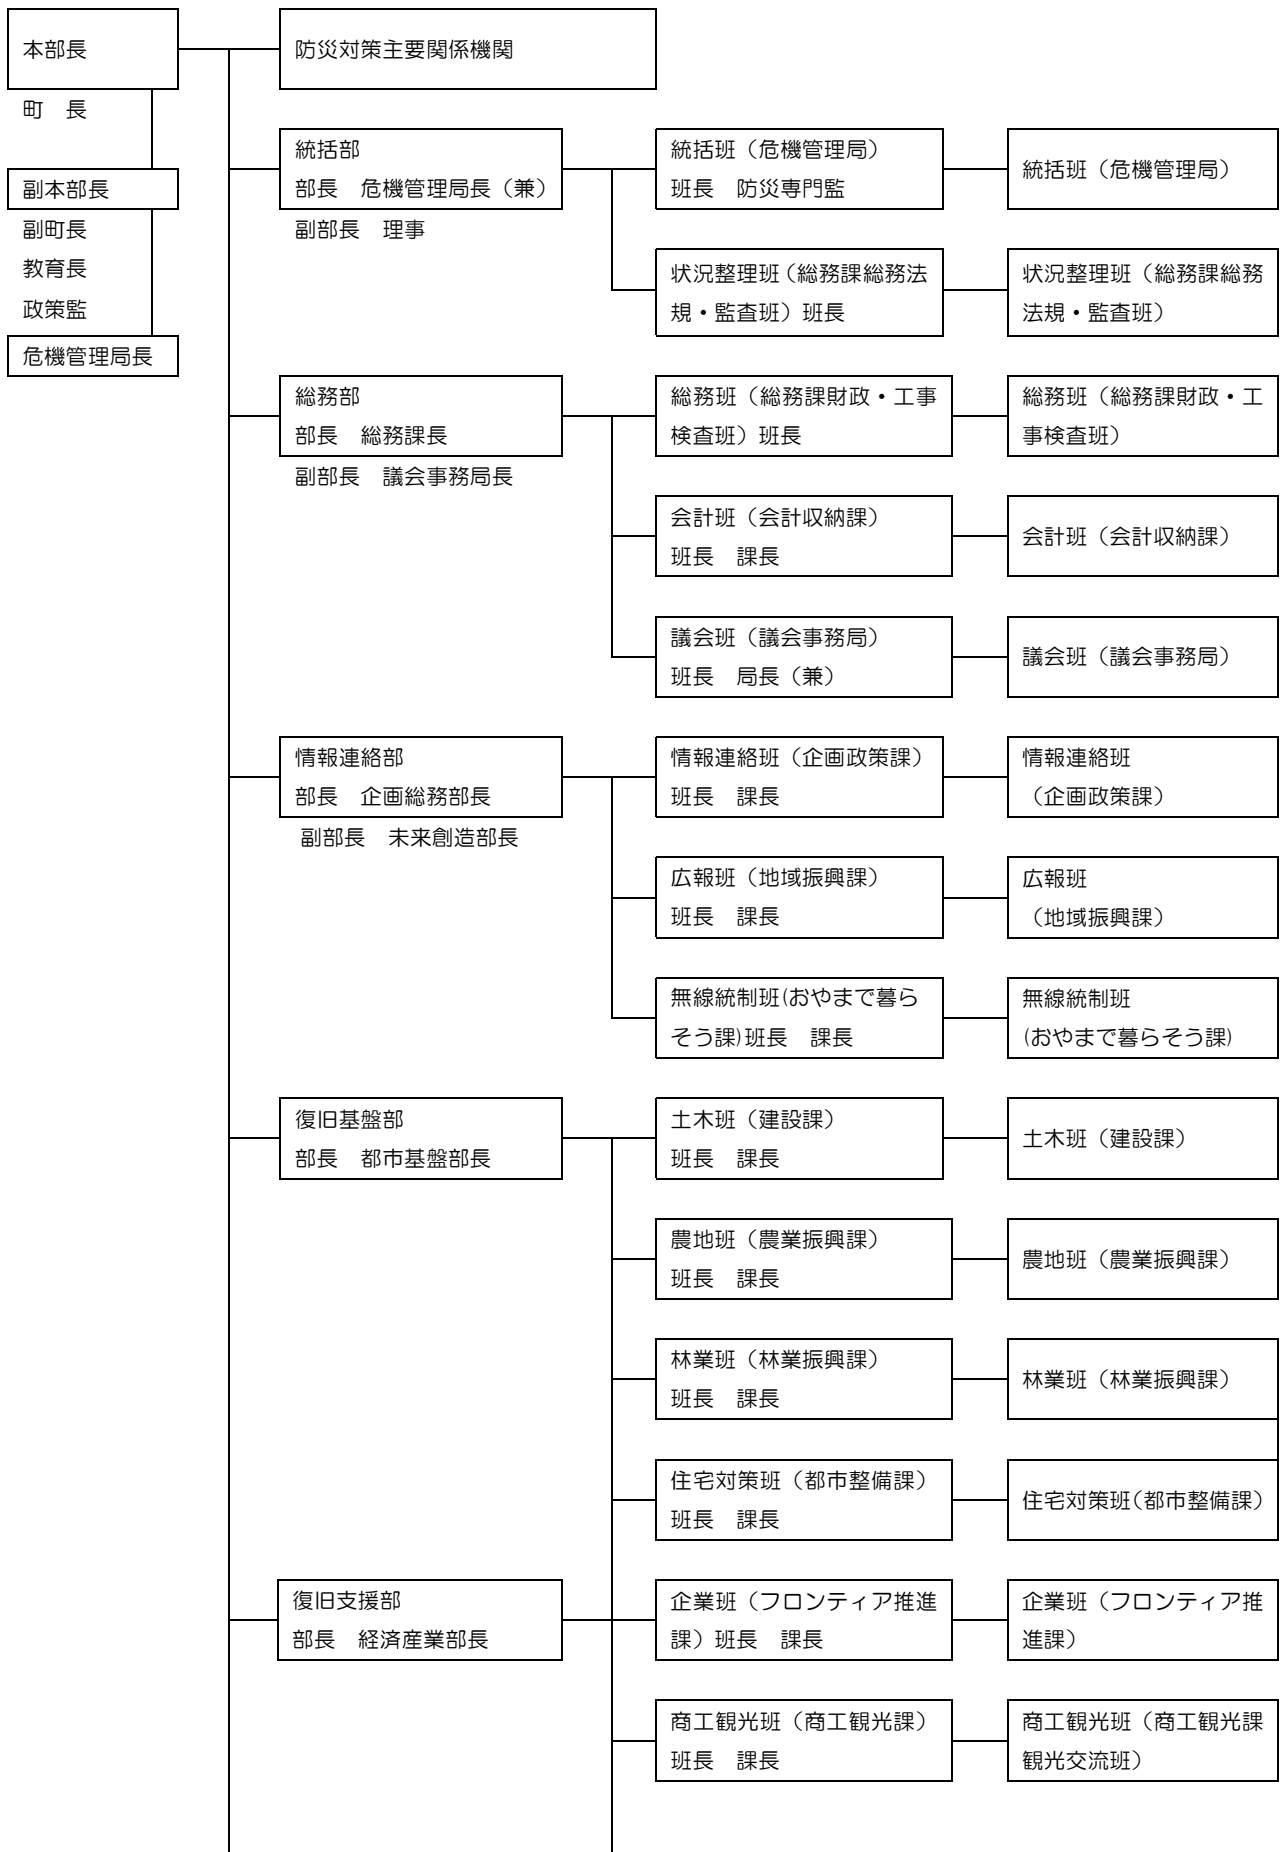 本部長
町　長
副本部長
副町長
教育長
政策監
危機管理局長
防災対策主要関係機関
統括部
部長　危機管理局長（兼）
副部長　理事
統括班（危機管理局）
班長　防災専門監
統括班（危機管理局）
状況整理班（総務課総務法
規・監査班）班長
状況整理班（総務課総務
法規・監査班）
総務部
部長　総務課長
副部長　議会事務局長
総務班（総務課財政・工事
検査班）班長
総務班（総務課財政・工
事検査班）
会計班（会計収納課）
班長　課長
会計班（会計収納課）
議会班（議会事務局）
班長　局長（兼）
議会班（議会事務局）
情報連絡部
部長　企画総務部長
副部長　未来創造部長
情報連絡班（企画政策課）
班長　課長
情報連絡班
（企画政策課）
広報班（地域振興課）
班長　課長
広報班
（地域振興課）
無線統制班(おやまで暮ら
そう課)班長　課長
無線統制班
(おやまで暮らそう課)
復旧基盤部
部長　都市基盤部長
土木班（建設課）
班長　課長
土木班（建設課）
農地班（農業振興課）
班長　課長
農地班（農業振興課）
林業班（林業振興課）
班長　課長
林業班（林業振興課）
住宅対策班（都市整備課）
班長　課長
住宅対策班（都市整備課）
復旧支援部
部長　経済産業部長
企業班（フロンティア推進
課）班長　課長
企業班（フロンティア推
進課）
商工観光班（商工観光課）
班長　課長
商工観光班（商工観光課
観光交流班）